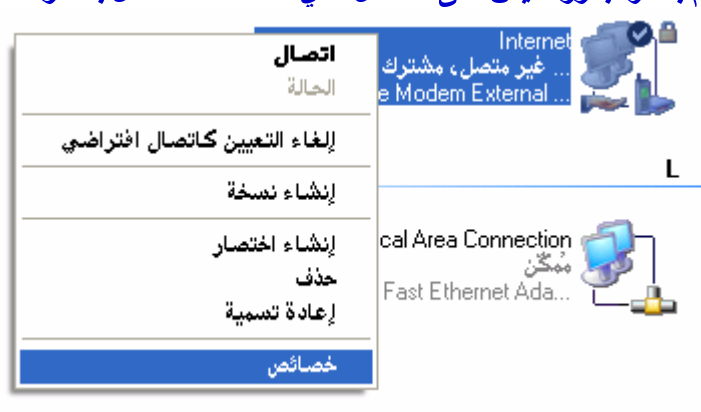 اتصال
الحالة
إلغاء التعيين كاتصال افتراضي
إنشاء نسخة
إنشاء اختصار
حذف
إعادة تسمية
خصائص
Internet
غير متصل، مشترك ...
e Modem External ...
L
cal Area Connection
مُمكّن
Fast Ethernet Ada...